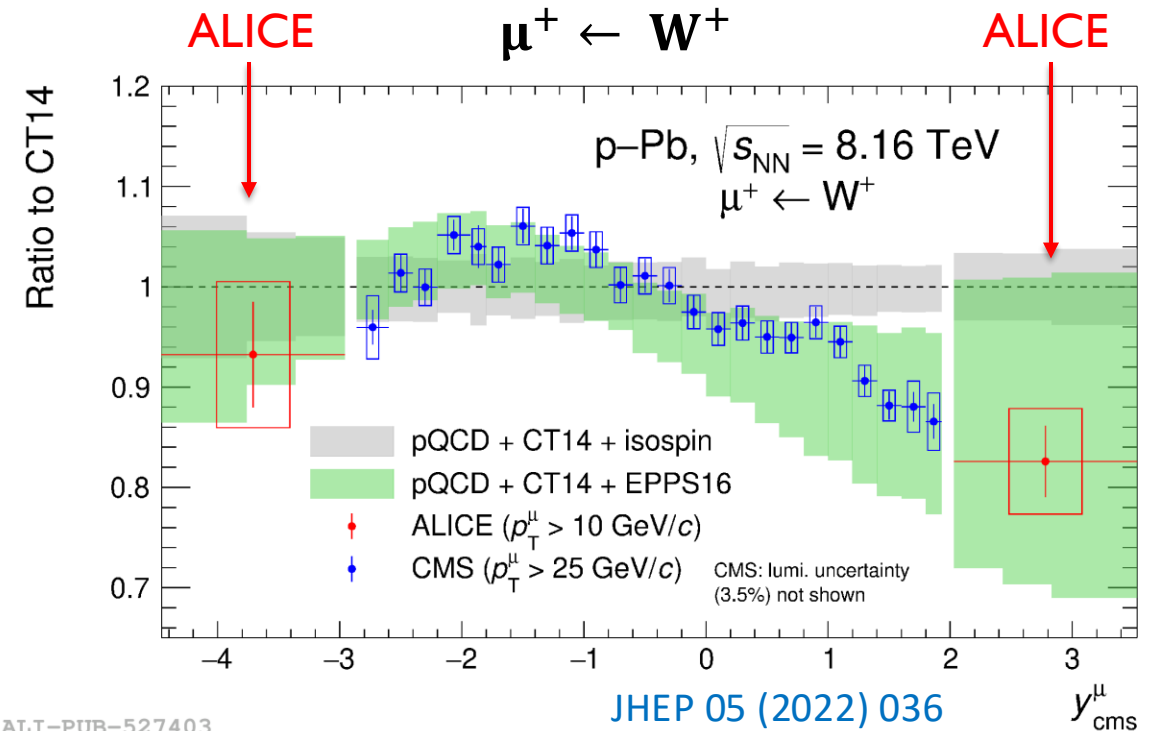 ALICE
μ⁺ ← W⁺
ALICE
Ratio to CT14
1.2
1.1
1
0.9
0.8
0.7
p–Pb, √s_NN = 8.16 TeV
μ⁺ ← W⁺
pQCD + CT14 + isospin
pQCD + CT14 + EPPS16
ALICE (p_T^μ > 10 GeV/c)
CMS (p_T^μ > 25 GeV/c)
CMS: lumi. uncertainty
(3.5%) not shown
−4 −3 −2 −1 0 1 2 3
y_cms^μ
JHEP 05 (2022) 036
ALI-PUB-527403